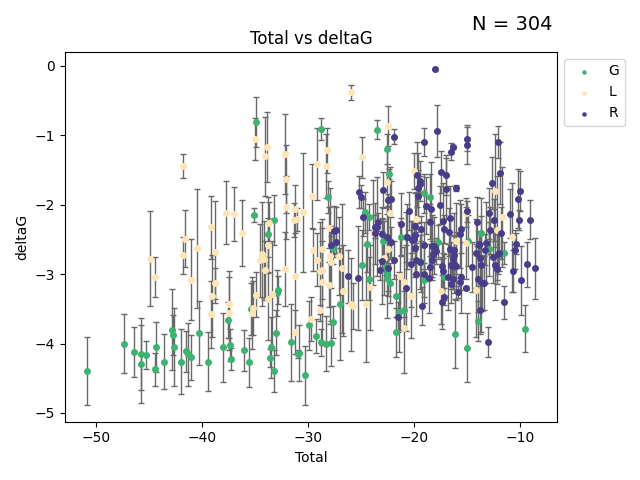 N = 304
Total vs deltaG
G
L
R
0
−1
−2
−3
−4
−5
deltaG
−50 −40 −30 −20 −10
Total